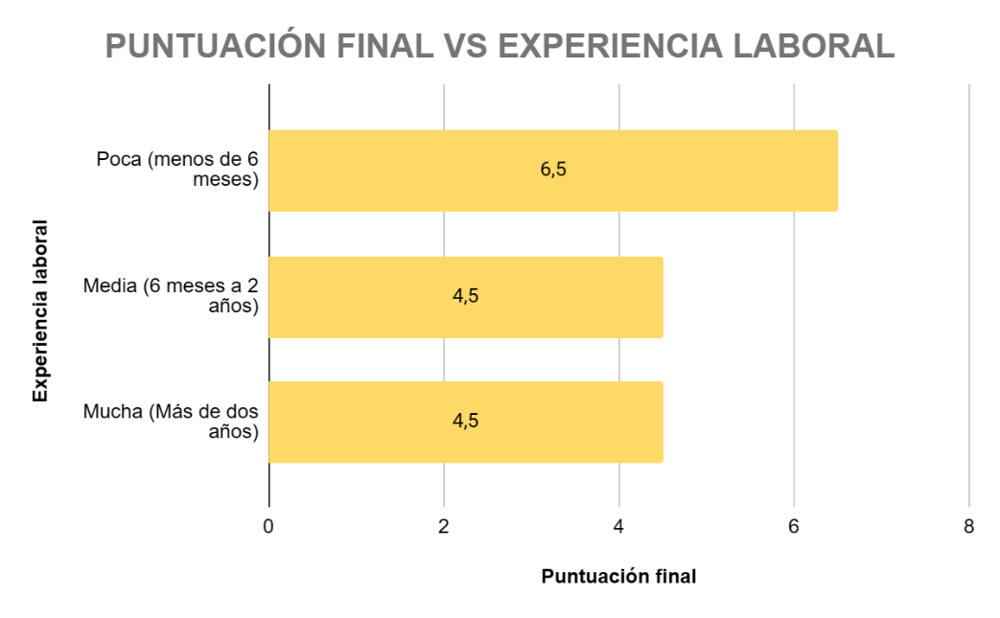 PUNTUACIÓN FINAL VS EXPERIENCIA LABORAL
Experiencia laboral
Poca (menos de 6
meses)
6,5
Media (6 meses a 2
años)
4,5
Mucha (Más de dos
años)
4,5
0 2 4 6 8
Puntuación final